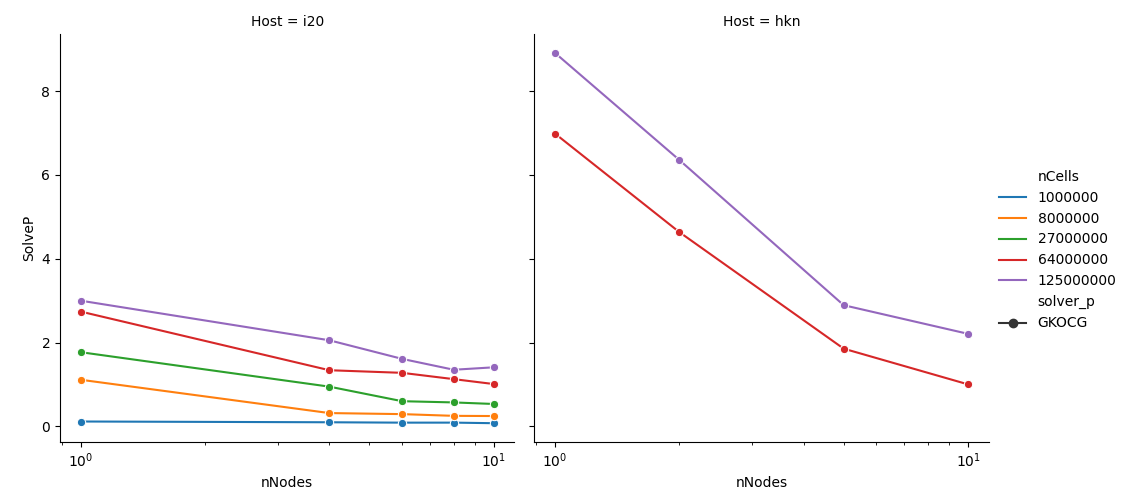 Host = i20
Host = hkn
SolveP
8
6
4
2
0
10⁰
10¹
nNodes
10⁰
10¹
nNodes
nCells
1000000
8000000
27000000
64000000
125000000
solver_p
GKOCG